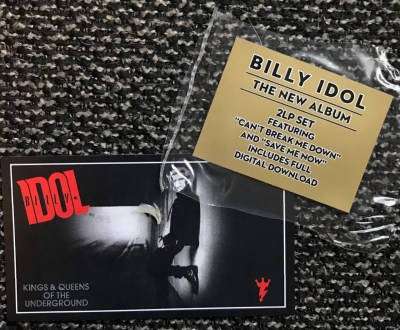 BILLY IDOL
THE NEW ALBUM
2LP SET
FEATURING
"CAN'T BREAK ME DOWN"
AND "SAVE ME NOW"
INCLUDES FULL
DIGITAL DOWNLOAD
IDOL
BILLY
KINGS & QUEENS
OF THE
UNDERGROUND